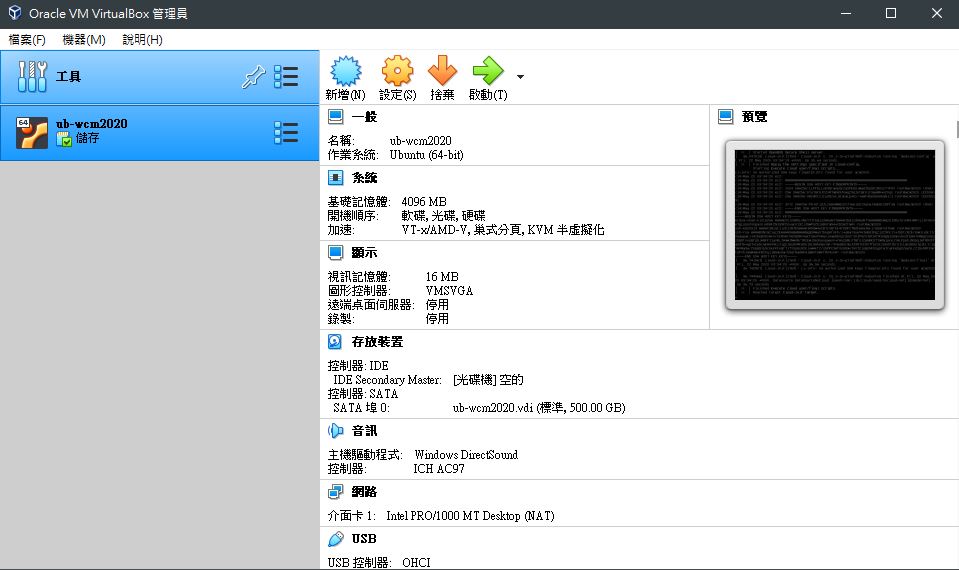 Oracle VM VirtualBox 管理員
檔案(F) 機器(M) 說明(H)
工具
64
ub-wcm2020
儲存
新增(N) 設定(S) 捨棄 啟動(T)
一般
名稱: ub-wcm2020
作業系統: Ubuntu (64-bit)
系統
基礎記憶體: 4096 MB
開機順序: 軟碟, 光碟, 硬碟
加速: VT-x/AMD-V, 巢式分頁, KVM 半虛擬化
顯示
視訊記憶體: 16 MB
圖形控制器: VMSVGA
遠端桌面伺服器: 停用
錄製: 停用
存放裝置
控制器: IDE
IDE Secondary Master: [光碟機] 空的
控制器: SATA
SATA 埠 0: ub-wcm2020.vdi (標準, 500.00 GB)
音訊
主機驅動程式: Windows DirectSound
控制器: ICH AC97
網路
介面卡 1: Intel PRO/1000 MT Desktop (NAT)
USB
USB 控制器: OHCI
預覽